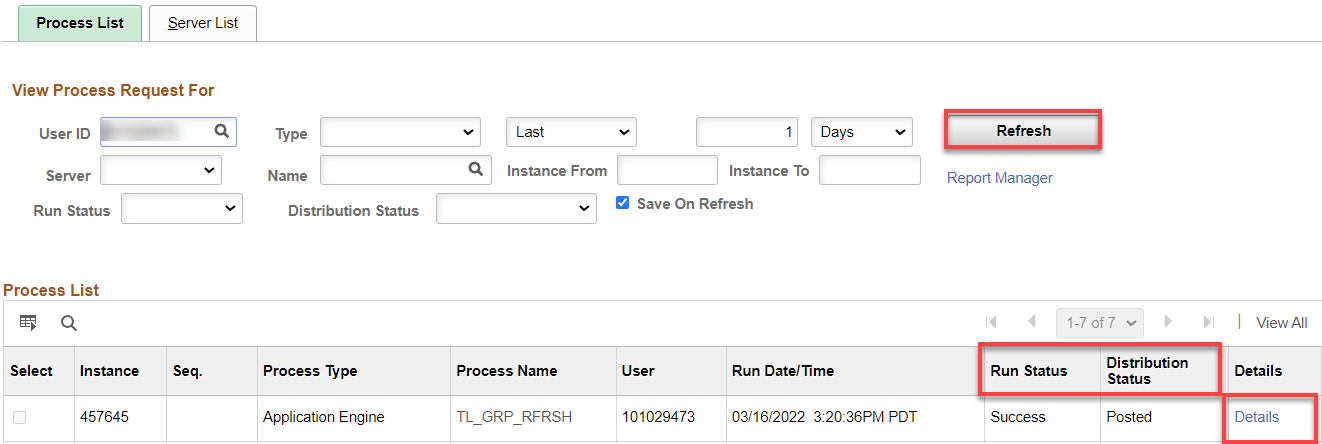 Process List Server List
View Process Request For
User ID Type Last 1 Days Refresh
Server Name Instance From Instance To Report Manager
Run Status Distribution Status Save On Refresh
Process List
1-7 of 7 | View All
Select Instance Seq. Process Type Process Name User Run Date/Time Run Status Distribution Status Details
457645 Application Engine TL_GRP_RFRSH 101029473 03/16/2022 3:20:36PM PDT Success Posted Details